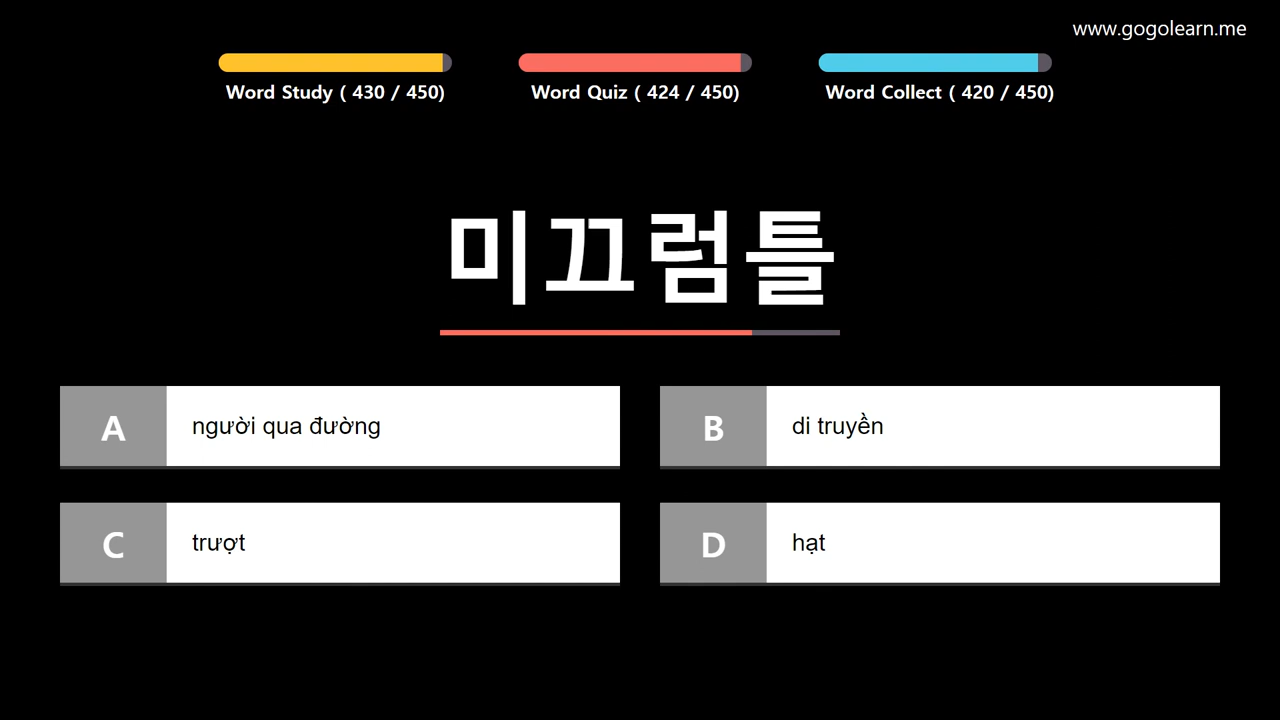 www.gogolearn.me
Word Study ( 430 / 450)
Word Quiz ( 424 / 450)
Word Collect ( 420 / 450)
미끄럼틀
A người qua đường
B di truyền
C trượt
D hạt